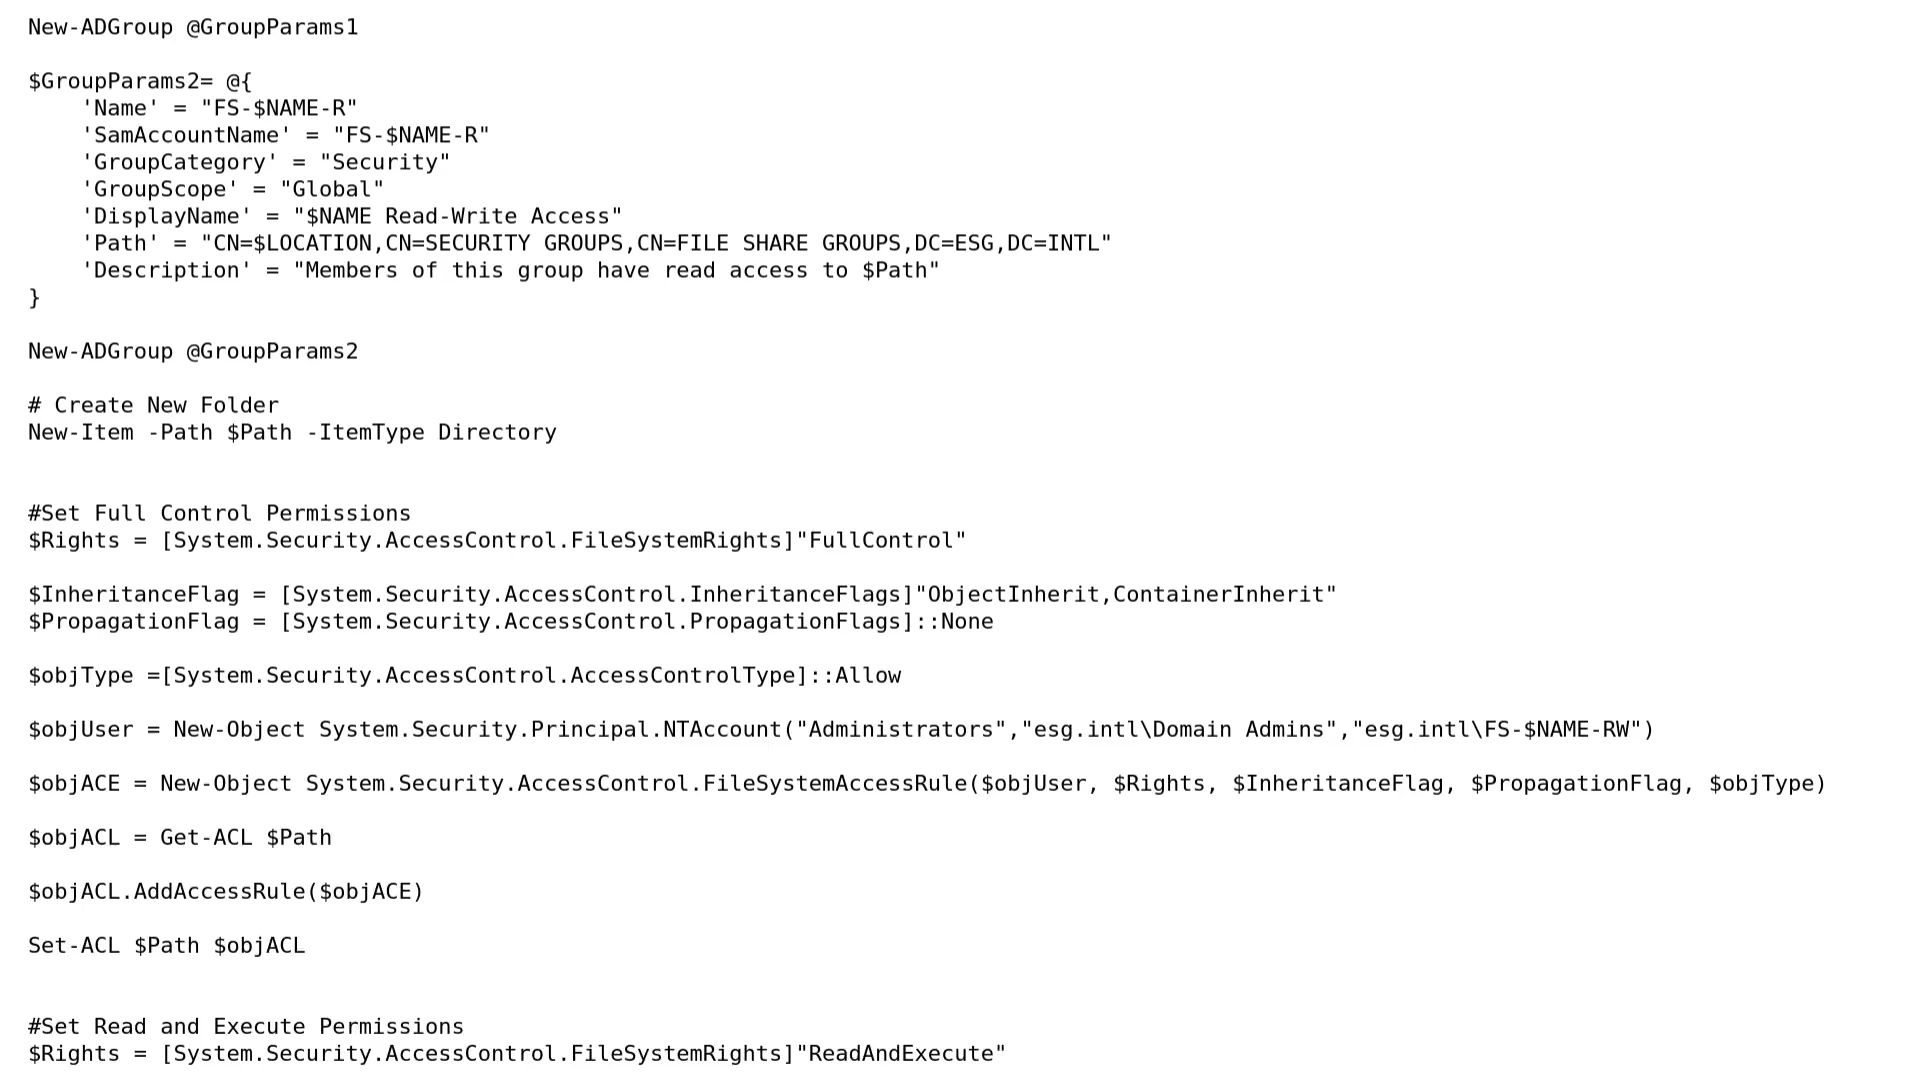 New-ADGroup @GroupParams1
$GroupParams2= @{
    'Name' = "FS-$NAME-R"
    'SamAccountName' = "FS-$NAME-R"
    'GroupCategory' = "Security"
    'GroupScope' = "Global"
    'DisplayName' = "$NAME Read-Write Access"
    'Path' = "CN=$LOCATION,CN=SECURITY GROUPS,CN=FILE SHARE GROUPS,DC=ESG,DC=INTL"
    'Description' = "Members of this group have read access to $Path"
}
New-ADGroup @GroupParams2
# Create New Folder
New-Item -Path $Path -ItemType Directory
#Set Full Control Permissions
$Rights = [System.Security.AccessControl.FileSystemRights]"FullControl"
$InheritanceFlag = [System.Security.AccessControl.InheritanceFlags]"ObjectInherit,ContainerInherit"
$PropagationFlag = [System.Security.AccessControl.PropagationFlags]::None
$objType =[System.Security.AccessControl.AccessControlType]::Allow
$objUser = New-Object System.Security.Principal.NTAccount("Administrators","esg.intl\Domain Admins","esg.intl\FS-$NAME-RW")
$objACE = New-Object System.Security.AccessControl.FileSystemAccessRule($objUser, $Rights, $InheritanceFlag, $PropagationFlag, $objType)
$objACL = Get-ACL $Path
$objACL.AddAccessRule($objACE)
Set-ACL $Path $objACL
#Set Read and Execute Permissions
$Rights = [System.Security.AccessControl.FileSystemRights]"ReadAndExecute"